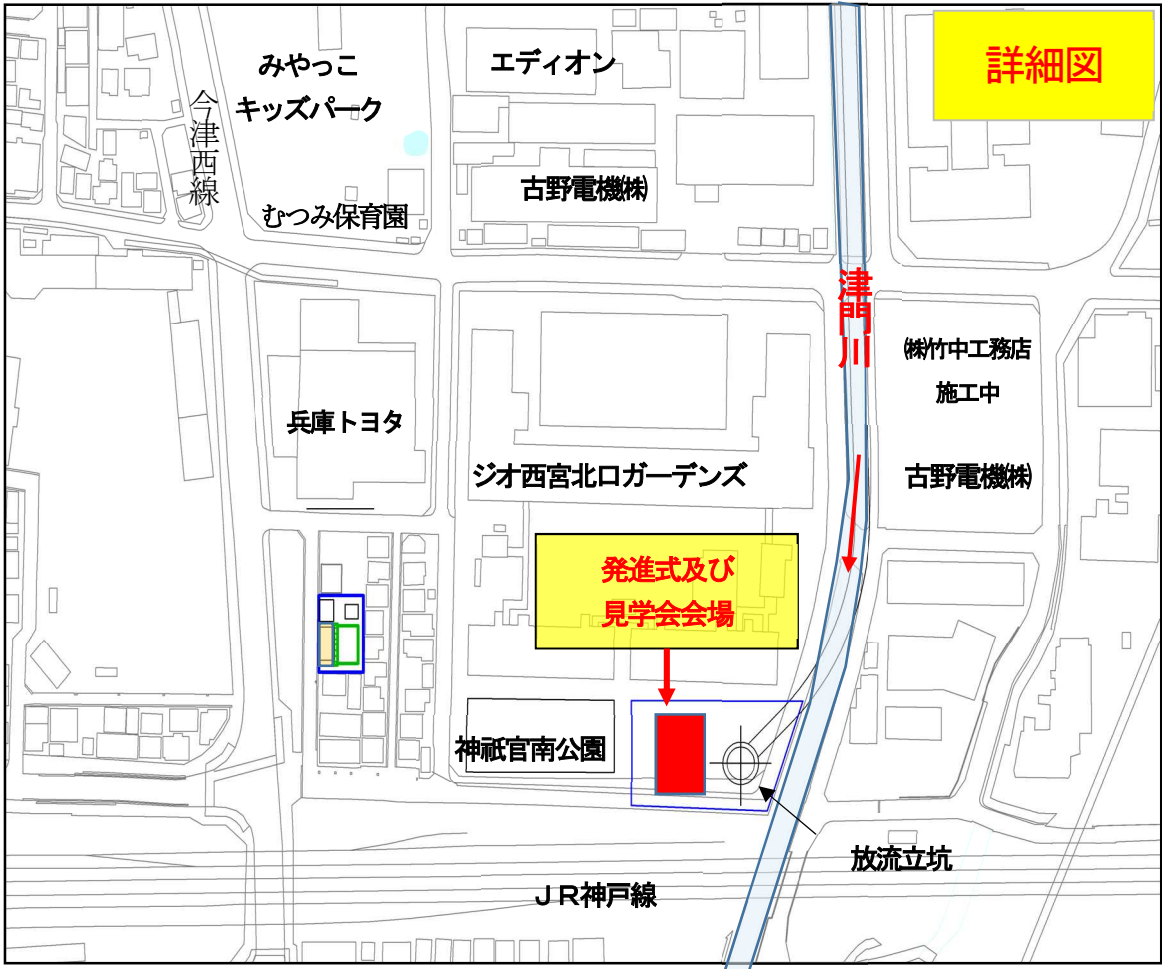 詳細図
みやっこ
キッズパーク
エディオン
今津西線
古野電機㈱
むつみ保育園
津門川
㈱竹中工務店
施工中
兵庫トヨタ
ジオ西宮北口ガーデンズ
古野電機㈱
発進式及び
見学会会場
神祇官南公園
放流立坑
ＪＲ神戸線